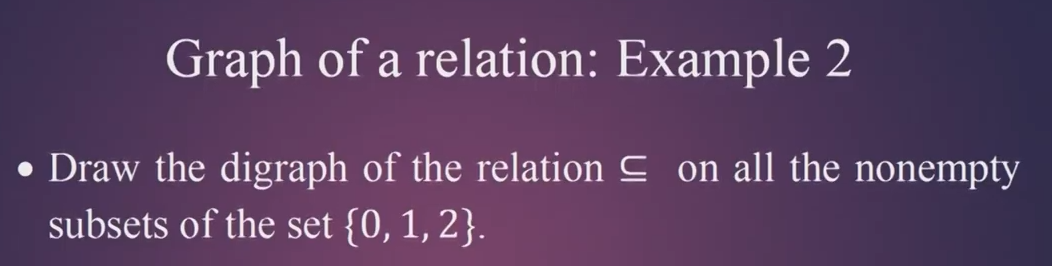 Graph of a relation: Example 2
• Draw the digraph of the relation ⊆ on all the nonempty
subsets of the set {0, 1, 2}.